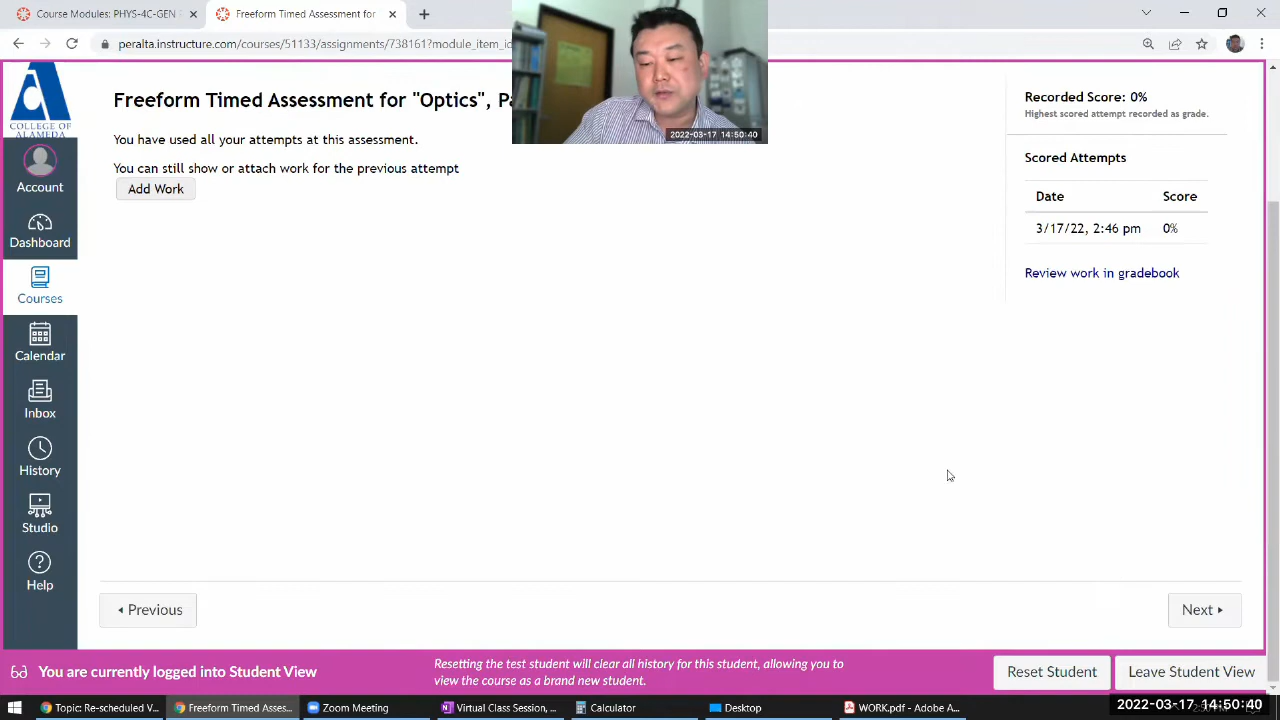 Course Modules: PHYS-4C-GEN
Freeform Timed Assessment for
peralta.instructure.com/courses/51133/assignments/738161?module_item_id
COLLEGE OF
ALAMEDA
Account
Dashboard
Courses
Calendar
Inbox
History
Studio
Help
Freeform Timed Assessment for "Optics", Pa
You have used all your attempts at this assessment.
You can still show or attach work for the previous attempt
Add Work
2022-03-17 14:50:40
Recorded Score: 0%
Highest scored attempt recorded as grade.
Scored Attempts
Date Score
3/17/22, 2:46 pm 0%
Review work in gradebook
Previous
Next
You are currently logged into Student View
Resetting the test student will clear all history for this student, allowing you to
view the course as a brand new student.
Reset Student
Leave Student View
Topic: Re-scheduled V...
Freeform Timed Asses...
Zoom Meeting
Virtual Class Session, ...
Calculator
Desktop
WORK.pdf - Adobe A...
2022-03-17 14:50:40